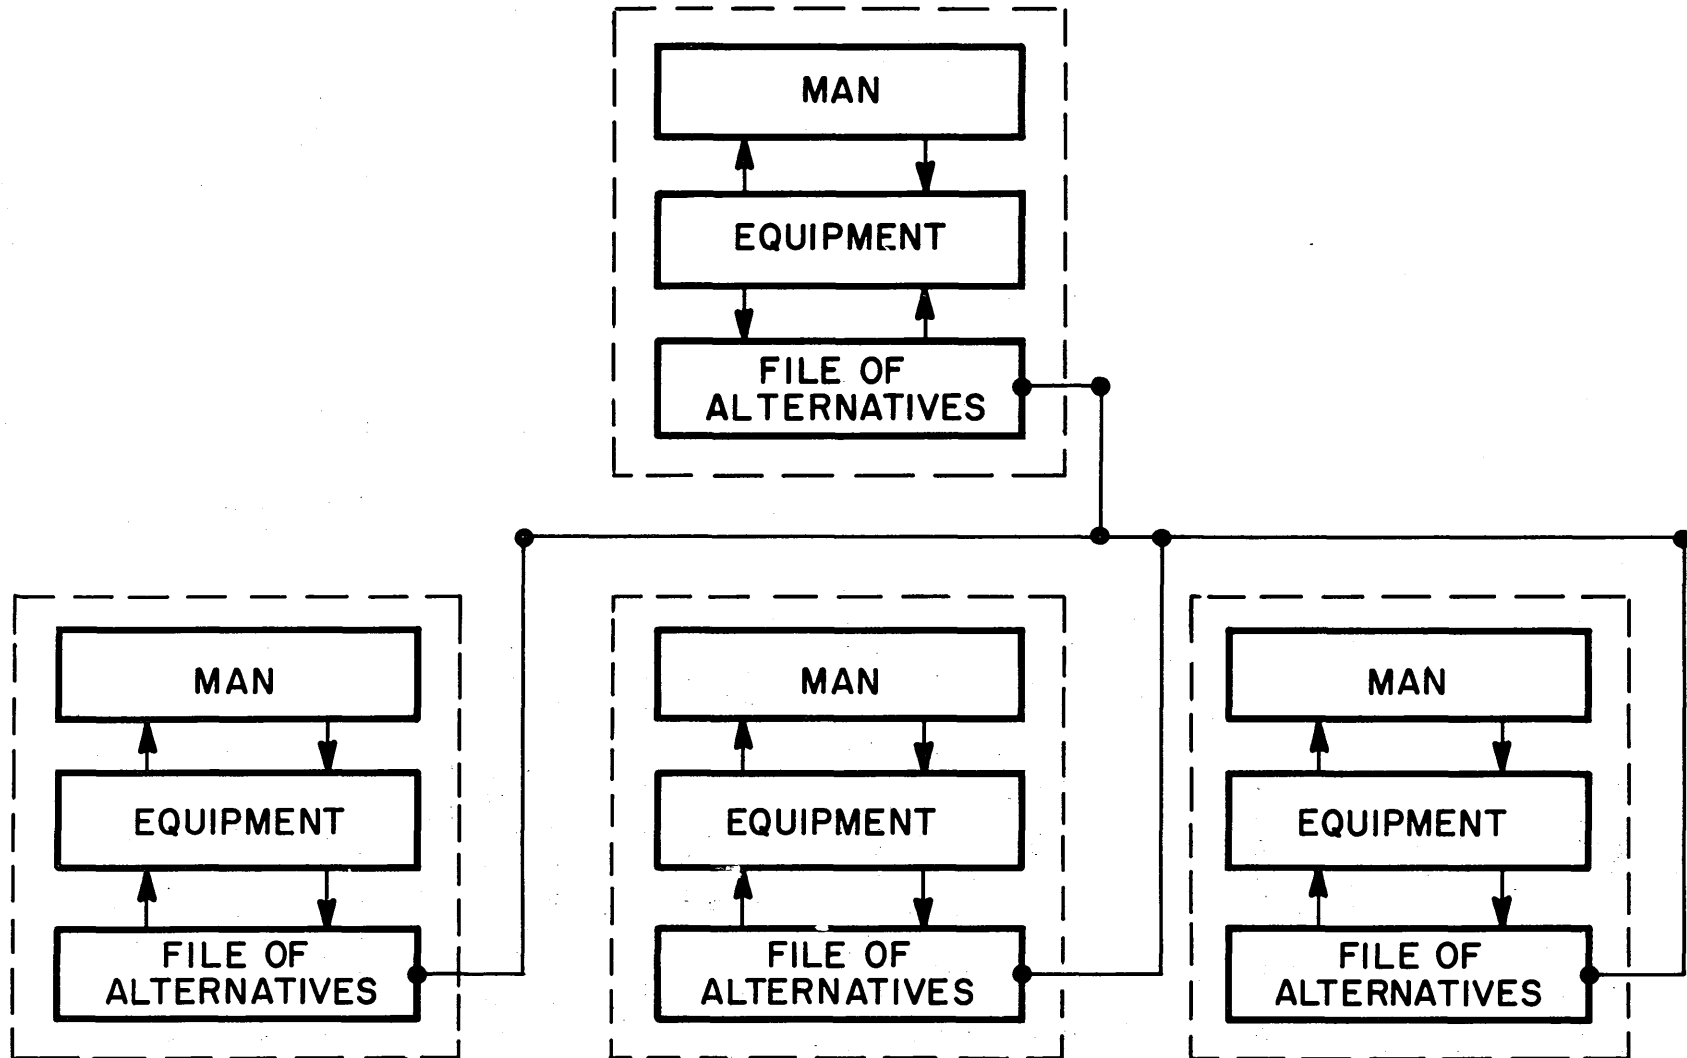 MAN
EQUIPMENT
FILE OF
ALTERNATIVES
MAN
EQUIPMENT
FILE OF
ALTERNATIVES
MAN
EQUIPMENT
FILE OF
ALTERNATIVES
MAN
EQUIPMENT
FILE OF
ALTERNATIVES